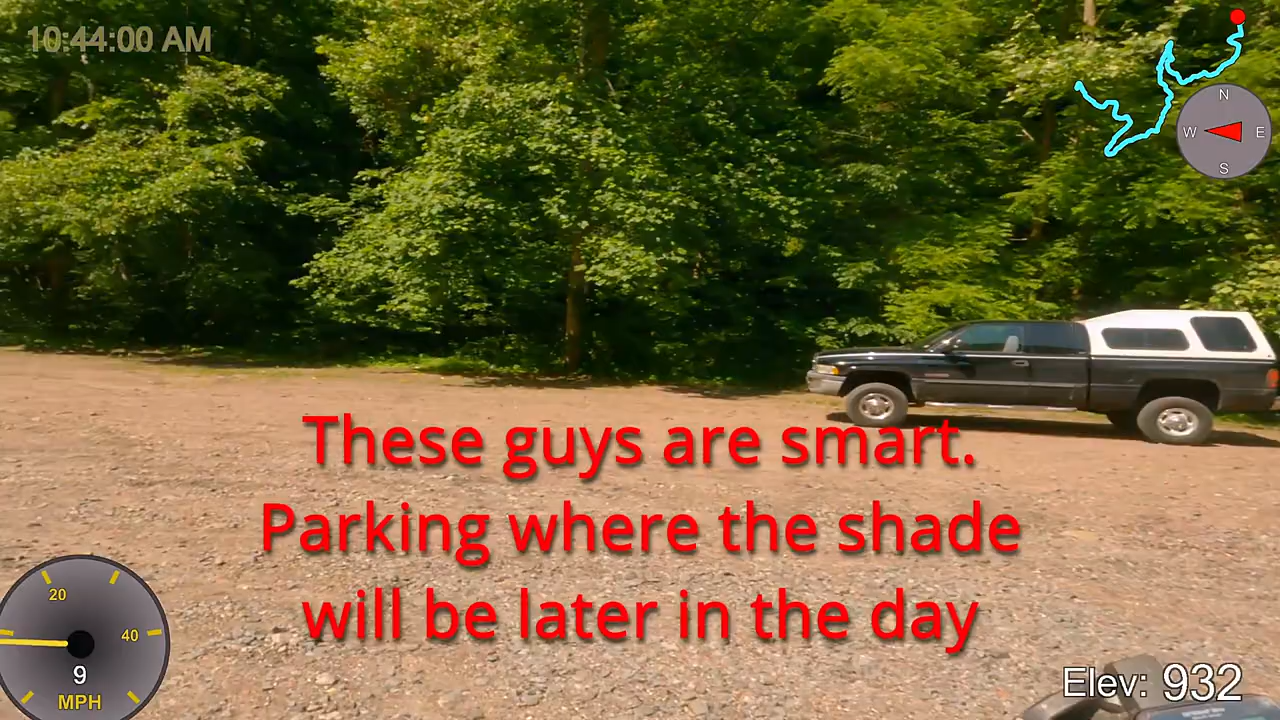 10:44:00 AM
N
W
E
S
These guys are smart.
Parking where the shade
will be later in the day
20
40
9
MPH
Elev: 932